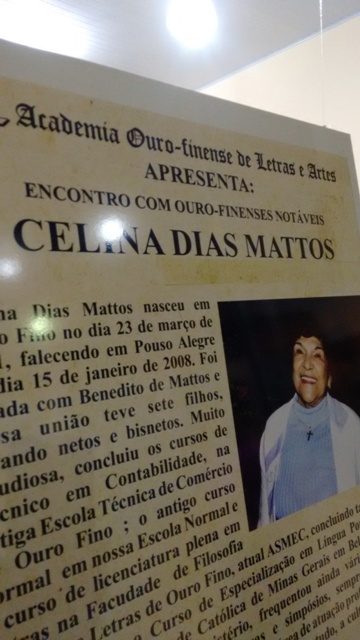 Academia Ouro-finense de Letras e Artes
APRESENTA:
ENCONTRO COM OURO-FINENSES NOTÁVEIS
CELINA DIAS MATTOS
na Dias Mattos nasceu em
o Fino no dia 23 de março de
1, falecendo em Pouso Alegre
dia 15 de janeiro de 2008. Foi
ada com Benedito de Mattos e
sa união teve sete filhos,
ando netos e bisnetos. Muito
udiosa, concluiu os cursos de
cnico em Contabilidade, na
tiga Escola Técnica de Comércio
Ouro Fino ; o antigo curso
ormal em nossa Escola Normal e
curso de licenciatura plena em
ras na Facudade de Filosofia
Letras de Ouro Fino, atual ASMEC, concluindo
Curso de Especialização em Língua
Católica de Minas Gerais em
frequentou ainda
e simpósios,